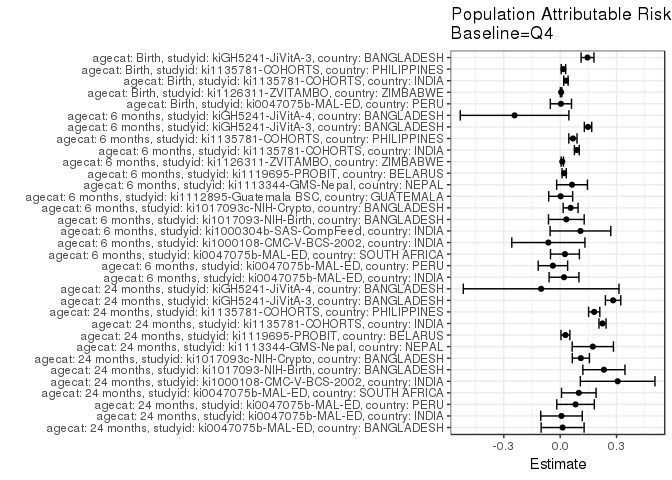 Population Attributable Risk
Baseline=Q4
agecat: Birth, studyid: kiGH5241-JiVitA-3, country: BANGLADESH
agecat: Birth, studyid: ki1135781-COHORTS, country: PHILIPPINES
agecat: Birth, studyid: ki1135781-COHORTS, country: INDIA
agecat: Birth, studyid: ki1126311-ZVITAMBO, country: ZIMBABWE
agecat: Birth, studyid: ki0047075b-MAL-ED, country: PERU
agecat: 6 months, studyid: kiGH5241-JiVitA-4, country: BANGLADESH
agecat: 6 months, studyid: kiGH5241-JiVitA-3, country: BANGLADESH
agecat: 6 months, studyid: ki1135781-COHORTS, country: PHILIPPINES
agecat: 6 months, studyid: ki1135781-COHORTS, country: INDIA
agecat: 6 months, studyid: ki1126311-ZVITAMBO, country: ZIMBABWE
agecat: 6 months, studyid: ki1119695-PROBIT, country: BELARUS
agecat: 6 months, studyid: ki1113344-GMS-Nepal, country: NEPAL
agecat: 6 months, studyid: ki1112895-Guatemala BSC, country: GUATEMALA
agecat: 6 months, studyid: ki1017093c-NIH-Crypto, country: BANGLADESH
agecat: 6 months, studyid: ki1017093-NIH-Birth, country: BANGLADESH
agecat: 6 months, studyid: ki1000304b-SAS-CompFeed, country: INDIA
agecat: 6 months, studyid: ki1000108-CMC-V-BCS-2002, country: INDIA
agecat: 6 months, studyid: ki0047075b-MAL-ED, country: SOUTH AFRICA
agecat: 6 months, studyid: ki0047075b-MAL-ED, country: PERU
agecat: 6 months, studyid: ki0047075b-MAL-ED, country: INDIA
agecat: 24 months, studyid: kiGH5241-JiVitA-4, country: BANGLADESH
agecat: 24 months, studyid: kiGH5241-JiVitA-3, country: BANGLADESH
agecat: 24 months, studyid: ki1135781-COHORTS, country: PHILIPPINES
agecat: 24 months, studyid: ki1135781-COHORTS, country: INDIA
agecat: 24 months, studyid: ki1119695-PROBIT, country: BELARUS
agecat: 24 months, studyid: ki1113344-GMS-Nepal, country: NEPAL
agecat: 24 months, studyid: ki1017093c-NIH-Crypto, country: BANGLADESH
agecat: 24 months, studyid: ki1017093-NIH-Birth, country: BANGLADESH
agecat: 24 months, studyid: ki1000108-CMC-V-BCS-2002, country: INDIA
agecat: 24 months, studyid: ki0047075b-MAL-ED, country: SOUTH AFRICA
agecat: 24 months, studyid: ki0047075b-MAL-ED, country: PERU
agecat: 24 months, studyid: ki0047075b-MAL-ED, country: INDIA
agecat: 24 months, studyid: ki0047075b-MAL-ED, country: BANGLADESH
-0.3 0.0 0.3
Estimate